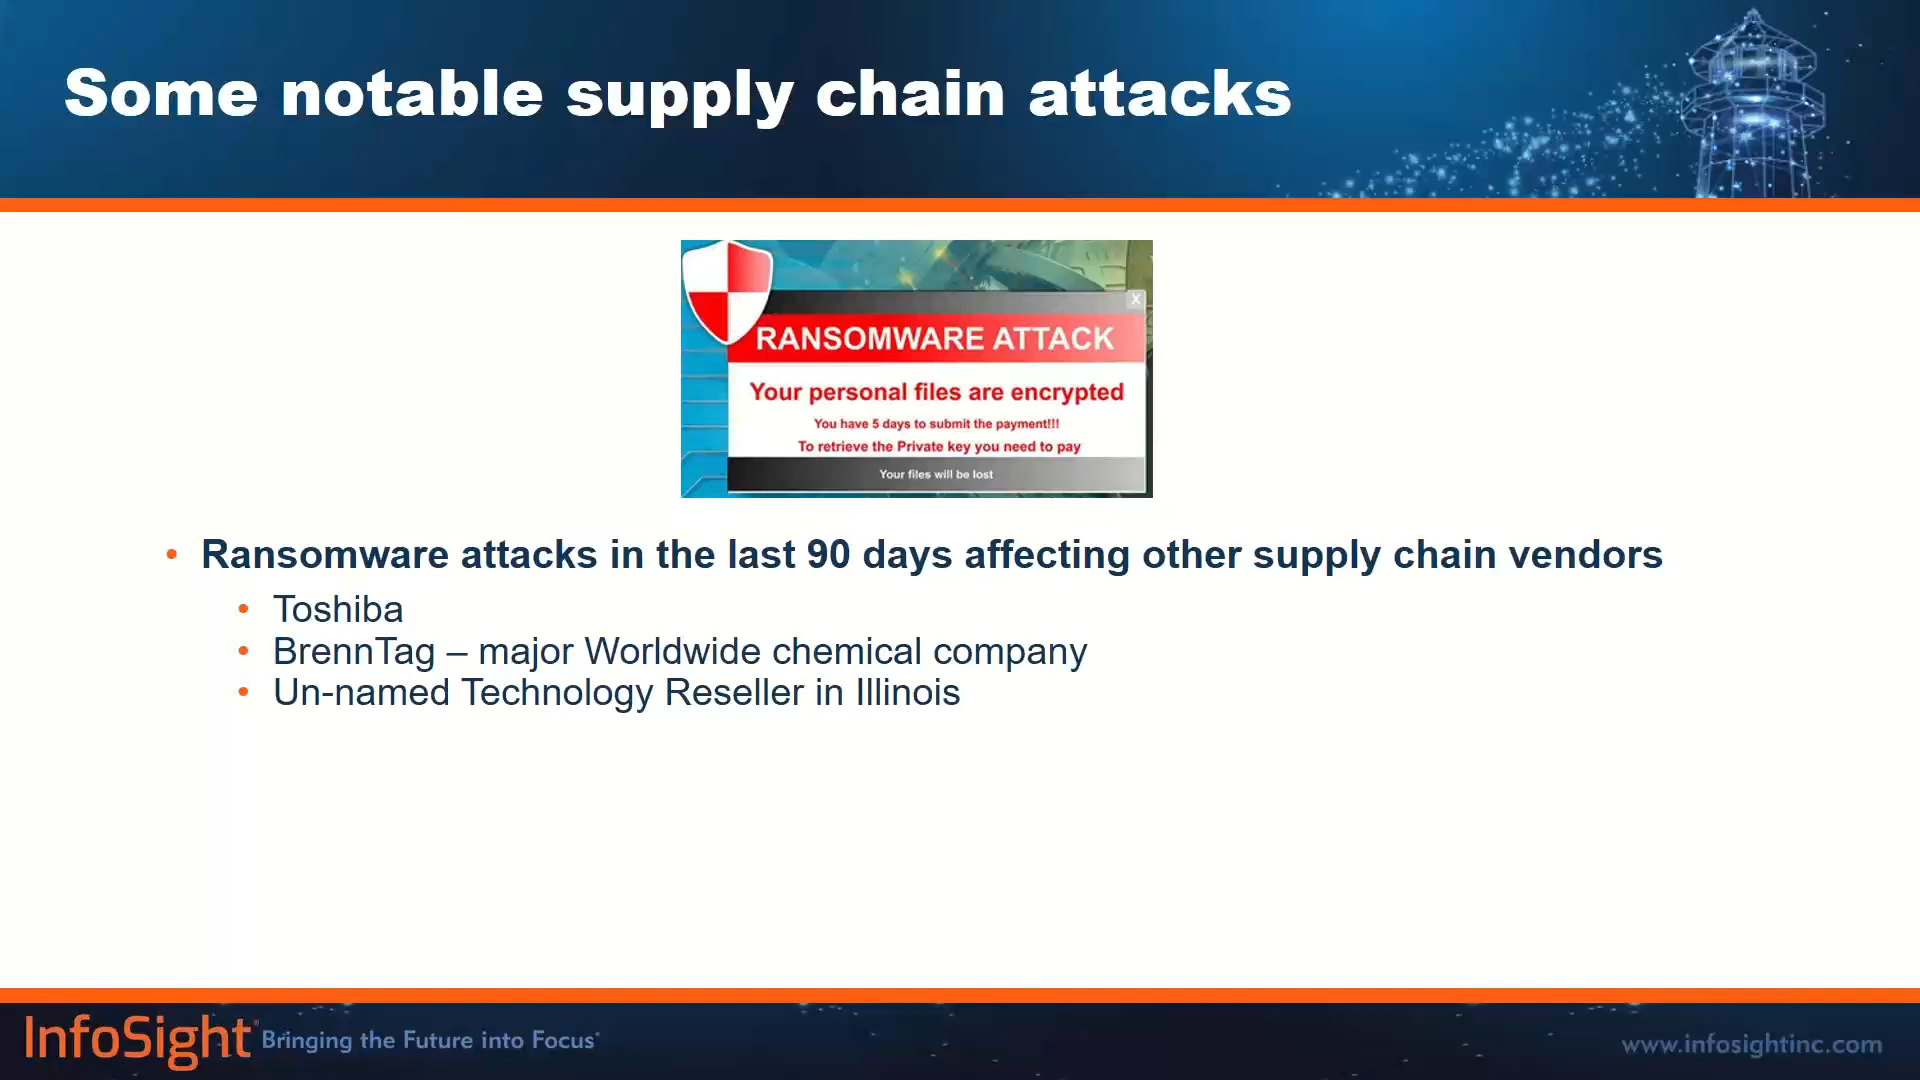 Some notable supply chain attacks
X
RANSOMWARE ATTACK
Your personal files are encrypted
You have 5 days to submit the payment!!!
To retrieve the Private key you need to pay
Your files will be lost
• Ransomware attacks in the last 90 days affecting other supply chain vendors
• Toshiba
• BrennTag – major Worldwide chemical company
• Un-named Technology Reseller in Illinois
InfoSight® Bringing the Future into Focus®
www.infosightinc.com